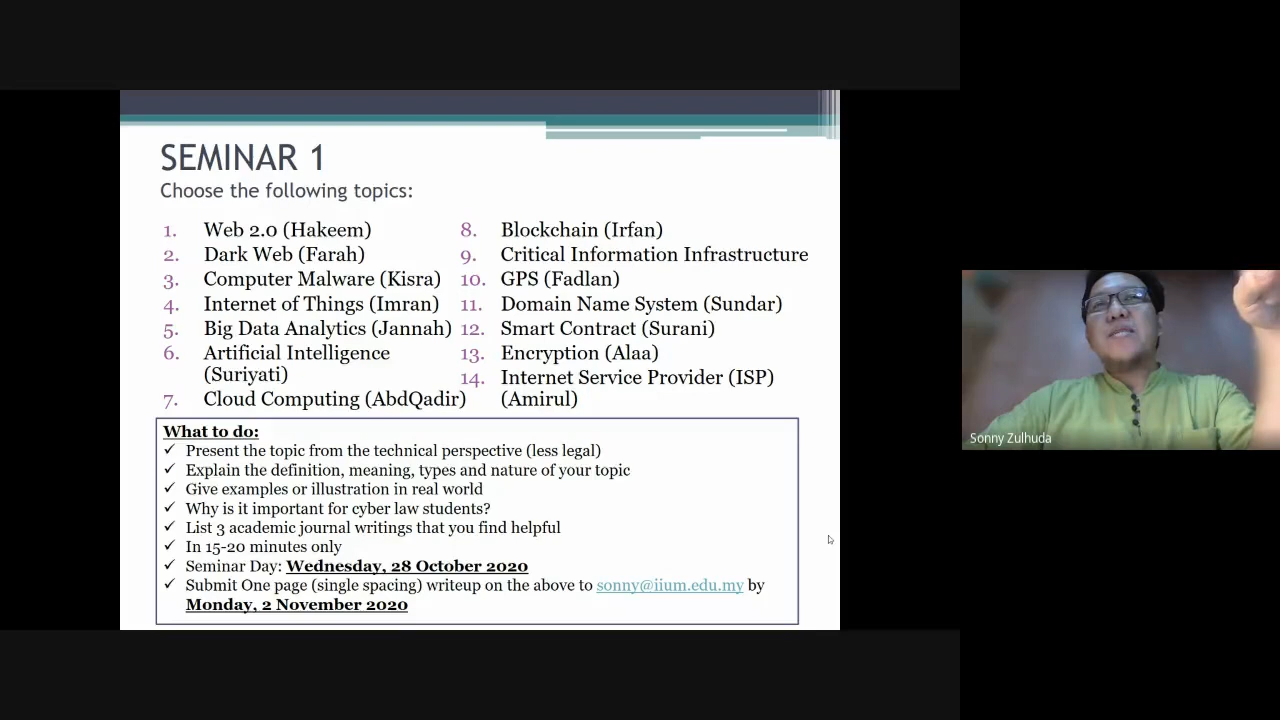 SEMINAR 1
Choose the following topics:
1. Web 2.0 (Hakeem)
2. Dark Web (Farah)
3. Computer Malware (Kisra)
4. Internet of Things (Imran)
5. Big Data Analytics (Jannah)
6. Artificial Intelligence
(Suriyati)
7. Cloud Computing (AbdQadir)
8. Blockchain (Irfan)
9. Critical Information Infrastructure
10. GPS (Fadlan)
11. Domain Name System (Sundar)
12. Smart Contract (Surani)
13. Encryption (Alaa)
14. Internet Service Provider (ISP)
(Amirul)
What to do:
✓ Present the topic from the technical perspective (less legal)
✓ Explain the definition, meaning, types and nature of your topic
✓ Give examples or illustration in real world
✓ Why is it important for cyber law students?
✓ List 3 academic journal writings that you find helpful
✓ In 15-20 minutes only
✓ Seminar Day: Wednesday, 28 October 2020
✓ Submit One page (single spacing) writeup on the above to sonny@iium.edu.my by
Monday, 2 November 2020
Sonny Zulhuda